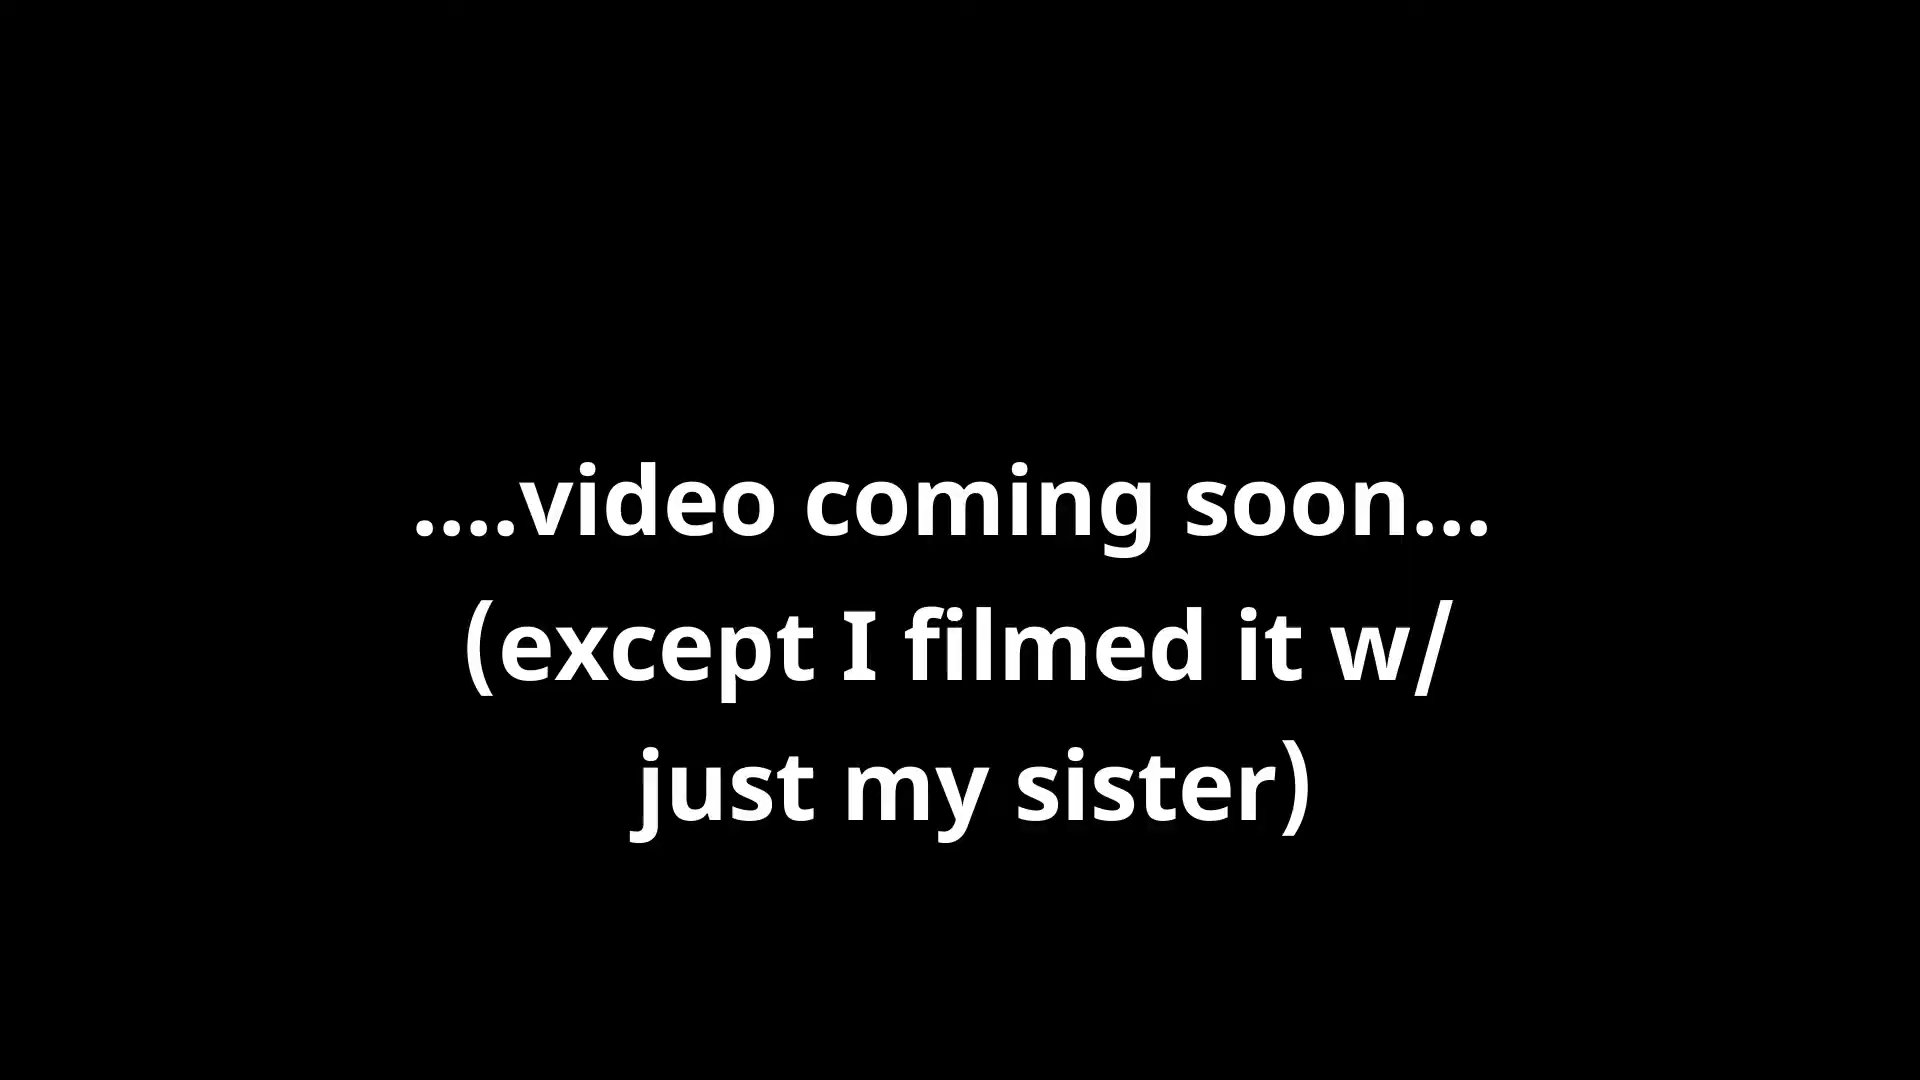 ....video coming soon...
(except I filmed it w/
just my sister)